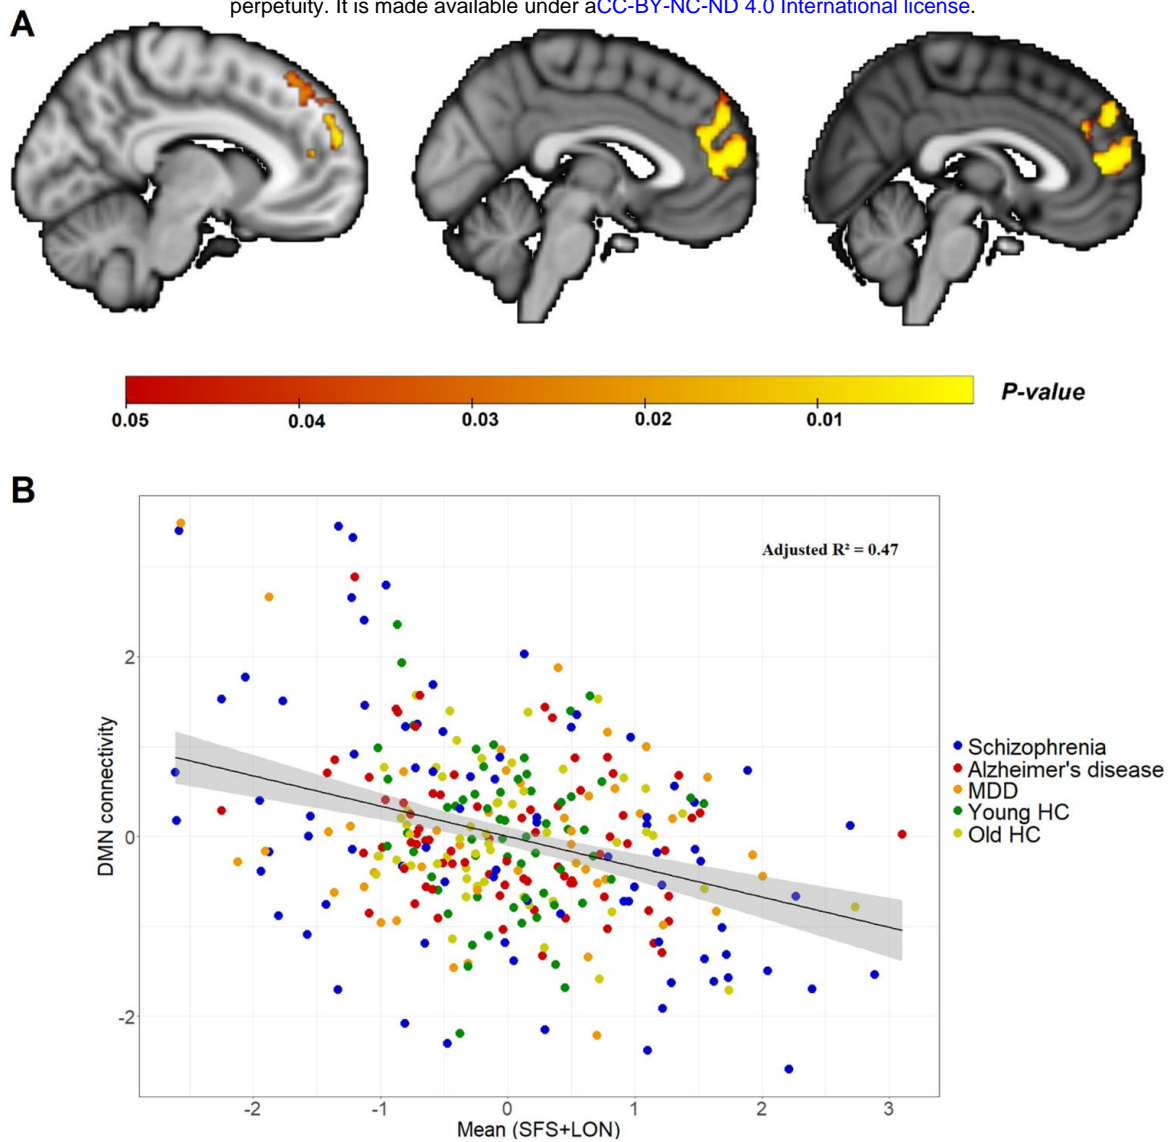 perpetuity. It is made available under aCC-BY-NC-ND 4.0 International license.
A
P-value
0.05 0.04 0.03 0.02 0.01
B
Adjusted R² = 0.47
DMN connectivity
2
0
-2
-2 -1 0 1 2 3
Mean (SFS+LON)
Schizophrenia
Alzheimer's disease
MDD
Young HC
Old HC